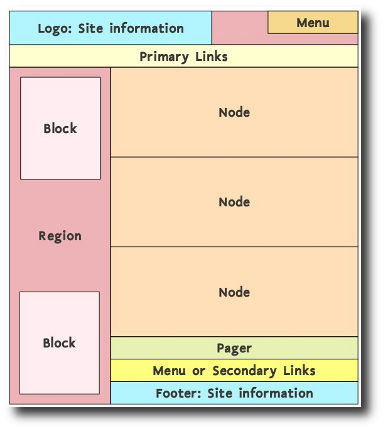 Logo: Site information
Menu
Primary Links
Block
Node
Node
Region
Node
Block
Pager
Menu or Secondary Links
Footer: Site information